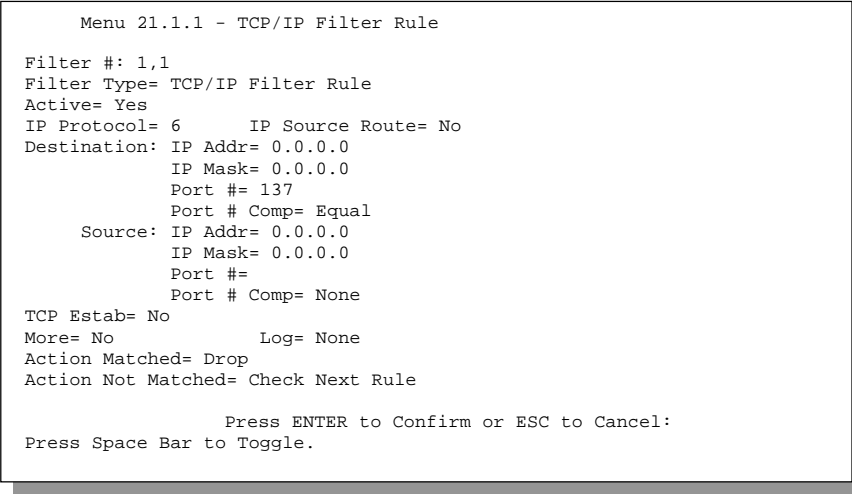 Menu 21.1.1 - TCP/IP Filter Rule
Filter #: 1,1
Filter Type= TCP/IP Filter Rule
Active= Yes
IP Protocol= 6 IP Source Route= No
Destination: IP Addr= 0.0.0.0
IP Mask= 0.0.0.0
Port #= 137
Port # Comp= Equal
Source: IP Addr= 0.0.0.0
IP Mask= 0.0.0.0
Port #=
Port # Comp= None
TCP Estab= No
More= No Log= None
Action Matched= Drop
Action Not Matched= Check Next Rule
Press ENTER to Confirm or ESC to Cancel:
Press Space Bar to Toggle.